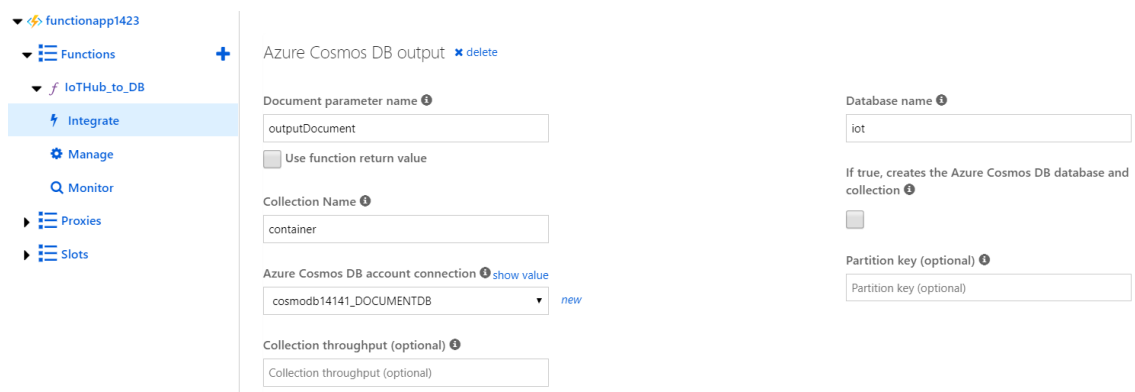 functionapp1423
Functions
IoTHub_to_DB
Integrate
Manage
Monitor
Proxies
Slots
Azure Cosmos DB output delete
Document parameter name
outputDocument
Use function return value
Collection Name
container
Azure Cosmos DB account connection show value
cosmodb14141_DOCUMENTDB new
Collection throughput (optional)
Collection throughput (optional)
Database name
iot
If true, creates the Azure Cosmos DB database and
collection
Partition key (optional)
Partition key (optional)